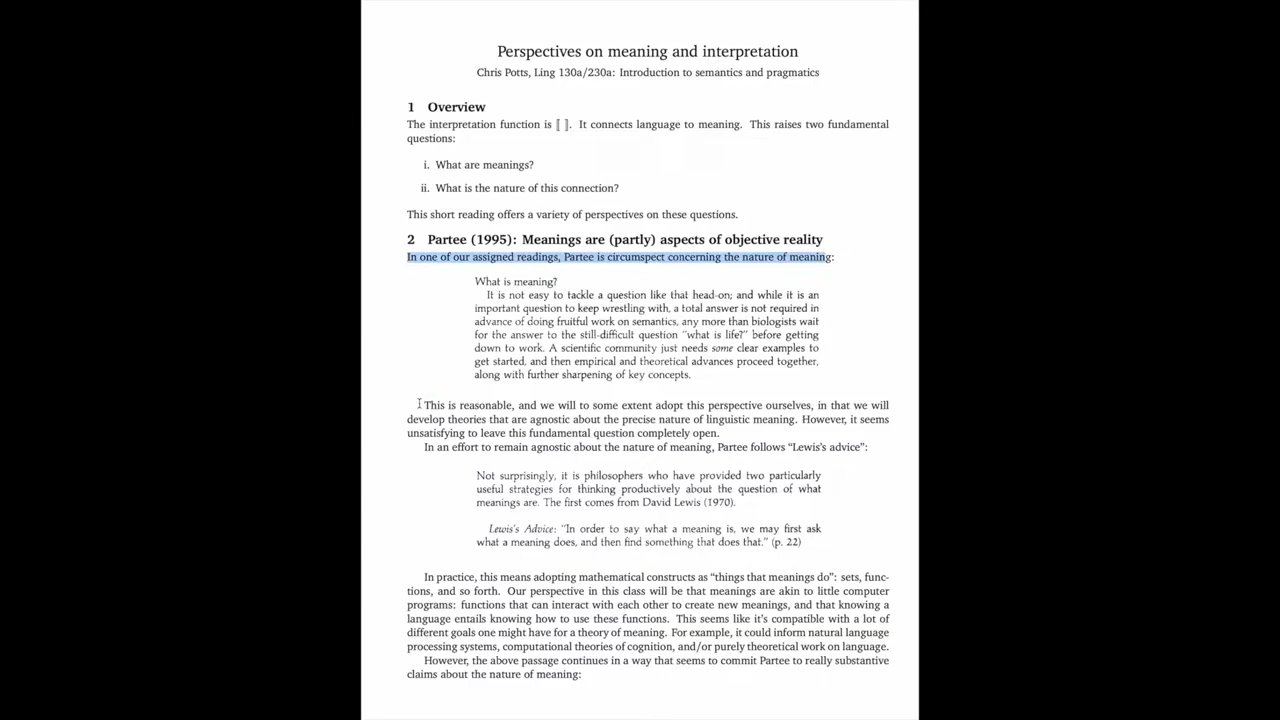 Perspectives on meaning and interpretation
Chris Potts, Ling 130a/230a: Introduction to semantics and pragmatics
1 Overview
The interpretation function is ⟦ ⟧. It connects language to meaning. This raises two fundamental
questions:
i. What are meanings?
ii. What is the nature of this connection?
This short reading offers a variety of perspectives on these questions.
2 Partee (1995): Meanings are (partly) aspects of objective reality
In one of our assigned readings, Partee is circumspect concerning the nature of meaning:
What is meaning?
It is not easy to tackle a question like that head-on; and while it is an
important question to keep wrestling with, a total answer is not required in
advance of doing fruitful work on semantics, any more than biologists wait
for the answer to the still-difficult question "what is life?" before getting
down to work. A scientific community just needs some clear examples to
get started, and then empirical and theoretical advances proceed together,
along with further sharpening of key concepts.
This is reasonable, and we will to some extent adopt this perspective ourselves, in that we will
develop theories that are agnostic about the precise nature of linguistic meaning. However, it seems
unsatisfying to leave this fundamental question completely open.
In an effort to remain agnostic about the nature of meaning, Partee follows “Lewis’s advice”:
Not surprisingly, it is philosophers who have provided two particularly
useful strategies for thinking productively about the question of what
meanings are. The first comes from David Lewis (1970).
Lewis's Advice: "In order to say what a meaning is, we may first ask
what a meaning does, and then find something that does that." (p. 22)
In practice, this means adopting mathematical constructs as “things that meanings do”: sets, func-
tions, and so forth. Our perspective in this class will be that meanings are akin to little computer
programs: functions that can interact with each other to create new meanings, and that knowing a
language entails knowing how to use these functions. This seems like it’s compatible with a lot of
different goals one might have for a theory of meaning. For example, it could inform natural language
processing systems, computational theories of cognition, and/or purely theoretical work on language.
However, the above passage continues in a way that seems to commit Partee to really substantive
claims about the nature of meaning: